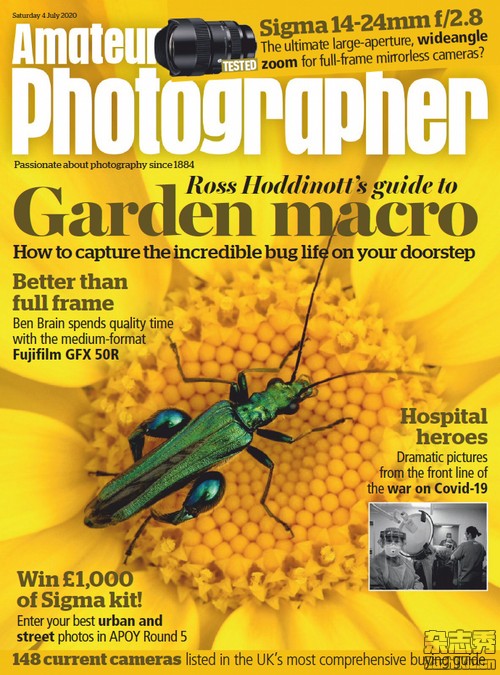 Saturday 4 July 2020
Amateur
Photographer
TESTED
Sigma 14-24mm f/2.8
The ultimate large-aperture, wideangle
zoom for full-frame mirrorless cameras?
Passionate about photography since 1884
Ross Hoddinott's guide to
Garden macro
How to capture the incredible bug life on your doorstep
Better than
full frame
Ben Brain spends quality time
with the medium-format
Fujifilm GFX 50R
Hospital
heroes
Dramatic pictures
from the front line of
the war on Covid-19
Win £1,000
of Sigma kit!
Enter your best urban and
street photos in APOY Round 5
148 current cameras listed in the UK's most comprehensive buying guide
杂志秀